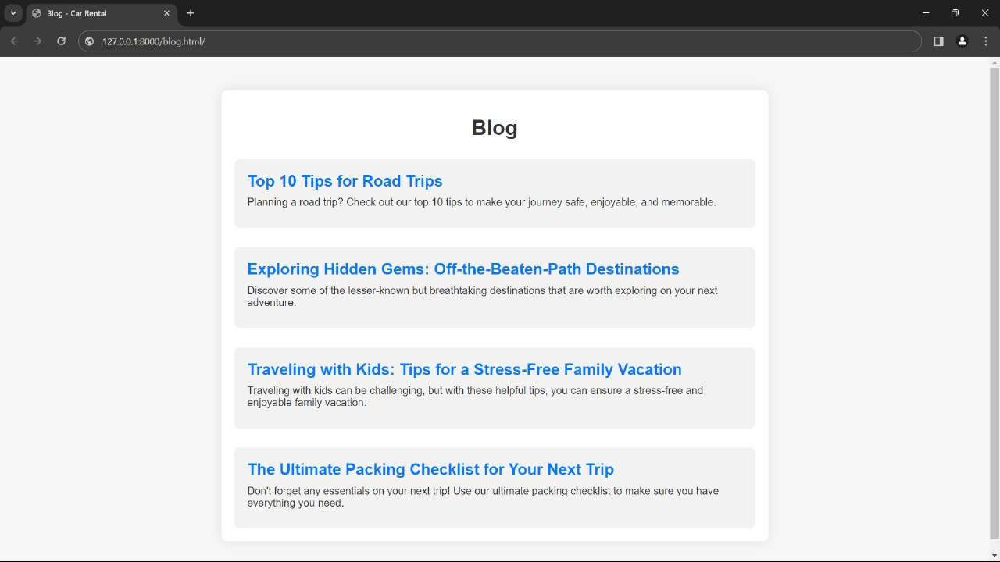 Blog - Car Rental
127.0.0.1:8000/blog.html/
Blog
Top 10 Tips for Road Trips
Planning a road trip? Check out our top 10 tips to make your journey safe, enjoyable, and memorable.
Exploring Hidden Gems: Off-the-Beaten-Path Destinations
Discover some of the lesser-known but breathtaking destinations that are worth exploring on your next
adventure.
Traveling with Kids: Tips for a Stress-Free Family Vacation
Traveling with kids can be challenging, but with these helpful tips, you can ensure a stress-free and
enjoyable family vacation.
The Ultimate Packing Checklist for Your Next Trip
Don't forget any essentials on your next trip! Use our ultimate packing checklist to make sure you have
everything you need.